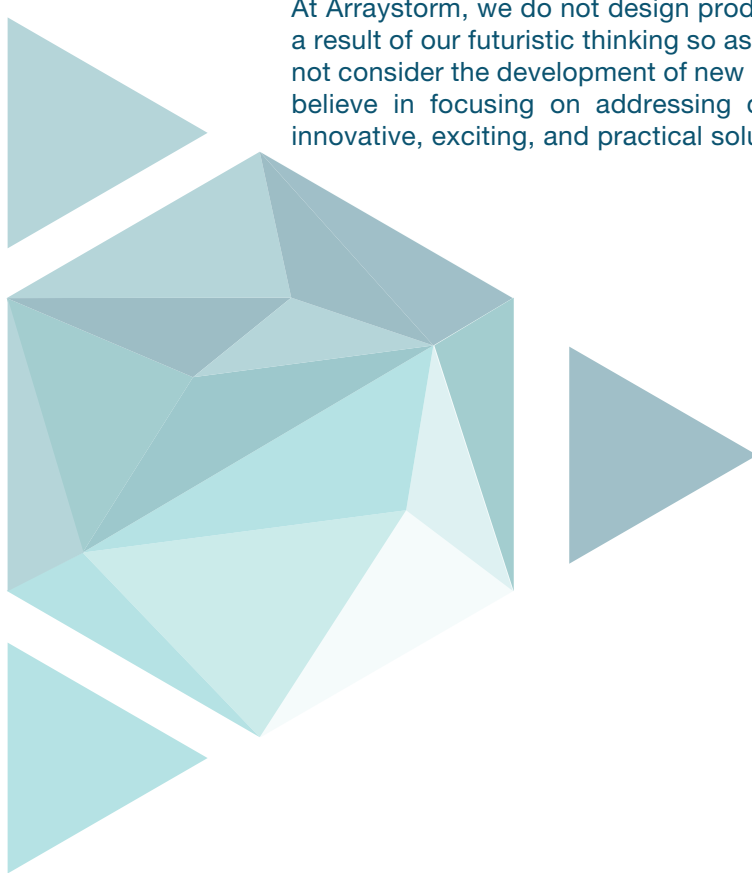 At Arraystorm, we do not design prod
a result of our futuristic thinking so as
not consider the development of new
believe in focusing on addressing
innovative, exciting, and practical solu